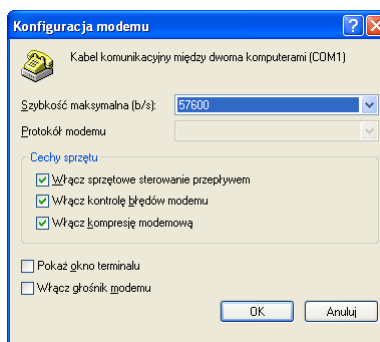 Konfiguracja modemu
Kabel komunikacyjny między dwoma komputerami (COM1)
Szybkość maksymalna (b/s): 57600
Protokół modemu
Cechy sprzętu
Włącz sprzętowe sterowanie przepływem
Włącz kontrolę błędów modemu
Włącz kompresję modemową
Pokaż okno terminalu
Włącz głośnik modemu
OK Anuluj